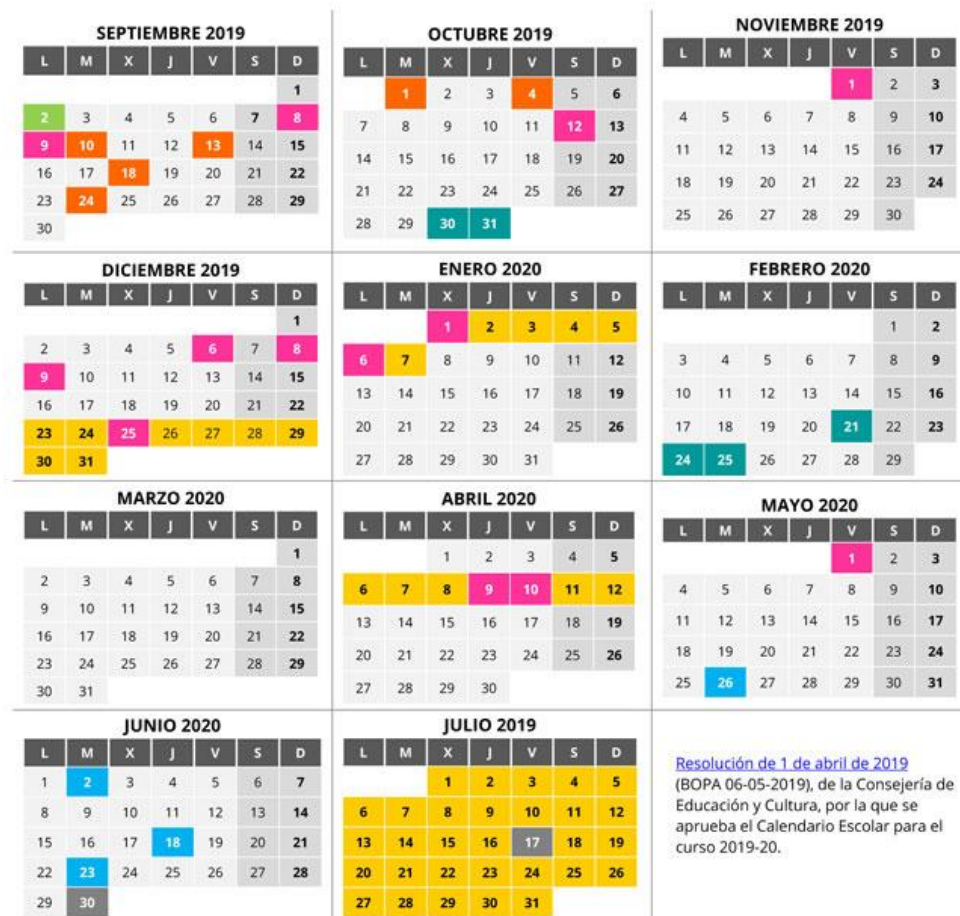 SEPTIEMBRE 2019
L M X J V S D
1
2 3 4 5 6 7 8
9 10 11 12 13 14 15
16 17 18 19 20 21 22
23 24 25 26 27 28 29
30
OCTUBRE 2019
L M X J V S D
1 2 3 4 5 6
7 8 9 10 11 12 13
14 15 16 17 18 19 20
21 22 23 24 25 26 27
28 29 30 31
NOVIEMBRE 2019
L M X J V S D
1 2 3
4 5 6 7 8 9 10
11 12 13 14 15 16 17
18 19 20 21 22 23 24
25 26 27 28 29 30
DICIEMBRE 2019
L M X J V S D
1
2 3 4 5 6 7 8
9 10 11 12 13 14 15
16 17 18 19 20 21 22
23 24 25 26 27 28 29
30 31
ENERO 2020
L M X J V S D
1 2 3 4 5
6 7 8 9 10 11 12
13 14 15 16 17 18 19
20 21 22 23 24 25 26
27 28 29 30 31
FEBRERO 2020
L M X J V S D
1 2
3 4 5 6 7 8 9
10 11 12 13 14 15 16
17 18 19 20 21 22 23
24 25 26 27 28 29
MARZO 2020
L M X J V S D
1
2 3 4 5 6 7 8
9 10 11 12 13 14 15
16 17 18 19 20 21 22
23 24 25 26 27 28 29
30 31
ABRIL 2020
L M X J V S D
1 2 3 4 5
6 7 8 9 10 11 12
13 14 15 16 17 18 19
20 21 22 23 24 25 26
27 28 29 30
MAYO 2020
L M X J V S D
1 2 3
4 5 6 7 8 9 10
11 12 13 14 15 16 17
18 19 20 21 22 23 24
25 26 27 28 29 30 31
JUNIO 2020
L M X J V S D
1 2 3 4 5 6 7
8 9 10 11 12 13 14
15 16 17 18 19 20 21
22 23 24 25 26 27 28
29 30
JULIO 2019
L M X J V S D
1 2 3 4 5
6 7 8 9 10 11 12
13 14 15 16 17 18 19
20 21 22 23 24 25 26
27 28 29 30 31
Resolución de 1 de abril de 2019
(BOPA 06-05-2019), de la Consejería de
Educación y Cultura, por la que se
aprueba el Calendario Escolar para el
curso 2019-20.